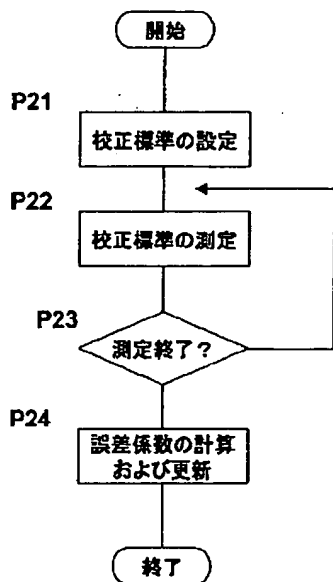 開始
P21
校正標準の設定
P22
校正標準の測定
P23
測定終了？
P24
誤差係数の計算
および更新
終了